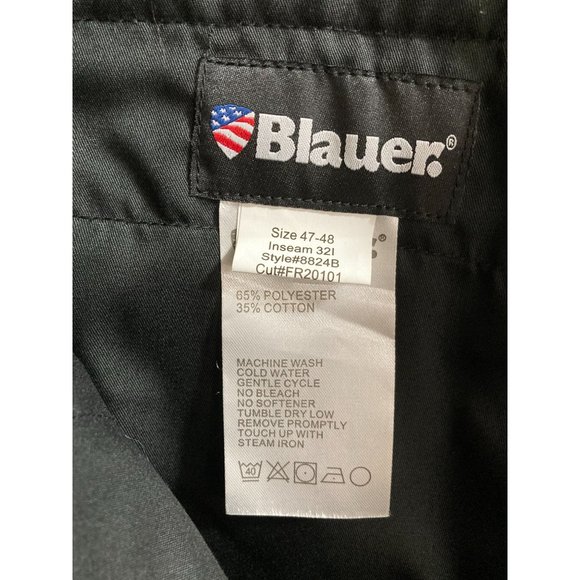 Blauer.®
Size 47-48
Inseam 32I
Style#8824B
Cut#FR20101
65% POLYESTER
35% COTTON
MACHINE WASH
COLD WATER
GENTLE CYCLE
NO BLEACH
NO SOFTENER
TUMBLE DRY LOW
REMOVE PROMPTLY
TOUCH UP WITH
STEAM IRON
40